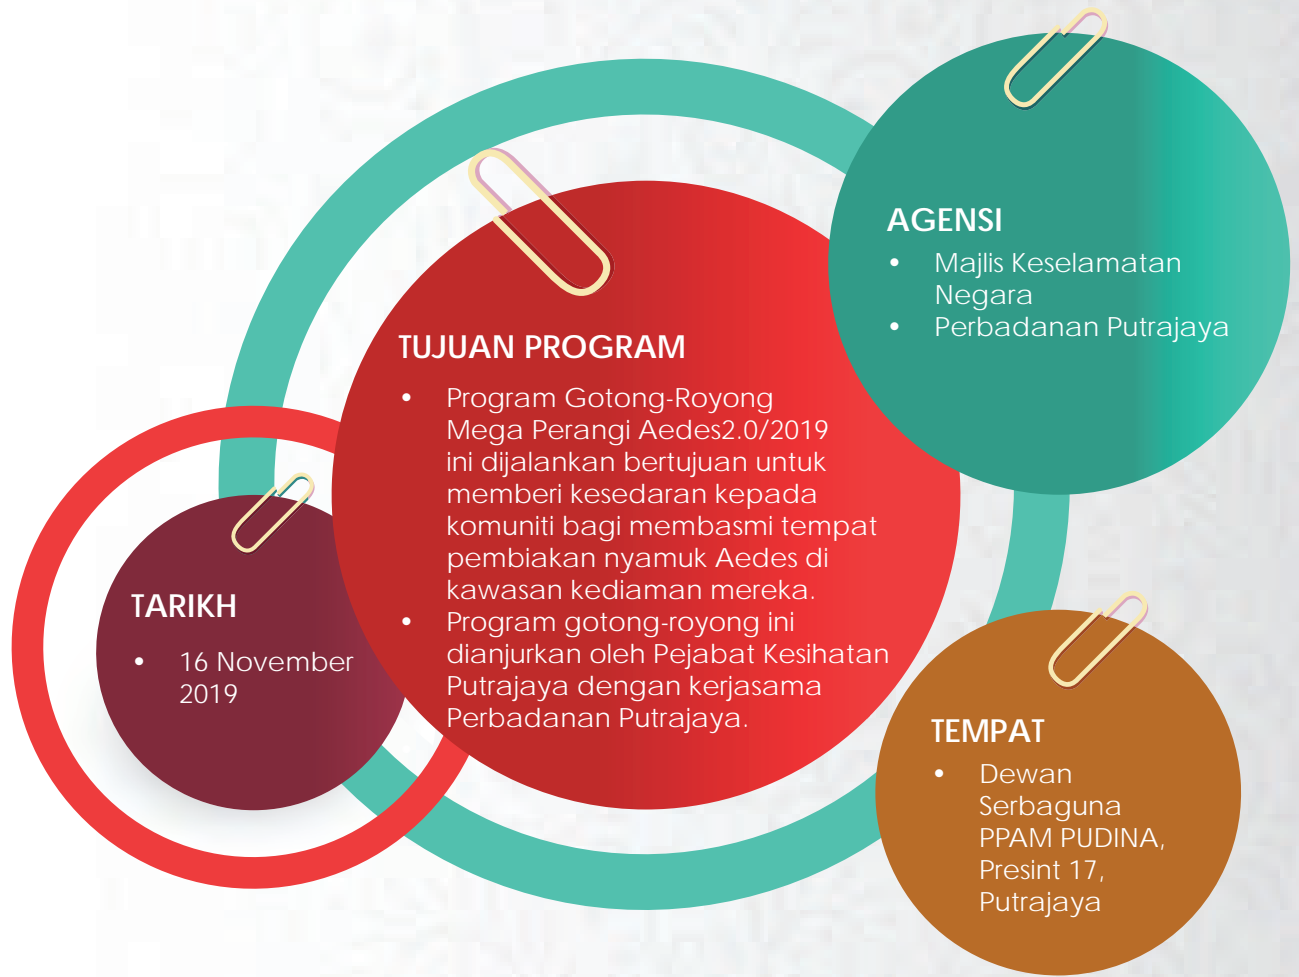 AGENSI
• Majlis Keselamatan
Negara
• Perbadanan Putrajaya
TUJUAN PROGRAM
• Program Gotong-Royong
Mega Perangi Aedes2.0/2019
ini dijalankan bertujuan untuk
memberi kesedaran kepada
komuniti bagi membasmi tempat
pembiakan nyamuk Aedes di
kawasan kediaman mereka.
• Program gotong-royong ini
dianjurkan oleh Pejabat Kesihatan
Putrajaya dengan kerjasama
Perbadanan Putrajaya.
TARIKH
• 16 November
2019
TEMPAT
• Dewan
Serbaguna
PPAM PUDINA,
Presint 17,
Putrajaya